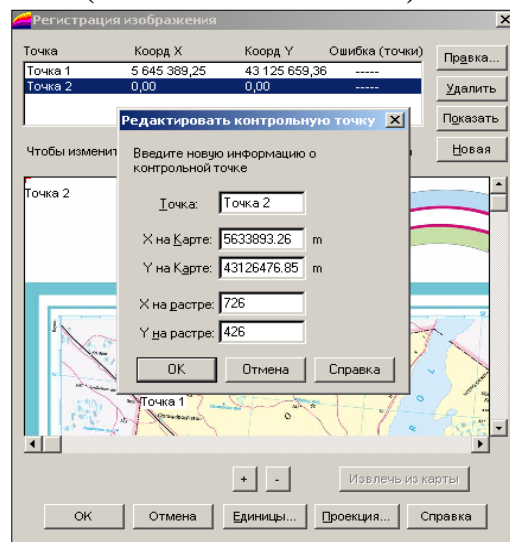 Регистрация изображения
Точка Коорд X Коорд Y Ошибка (точки)
Точка 1 5 645 389,25 43 125 659,36 -----
Точка 2 0,00 0,00 -----
Правка...
Удалить
Показать
Новая
Чтобы изменит
Редактировать контрольную точку
Введите новую информацию о
контрольной точке
Точка: Точка 2
X на Карте: 5633893.26 m
Y на Карте: 43126476.85 m
X на растре: 726
Y на растре: 426
OK Отмена Справка
Точка 2
Точка 1
+ -
Извлечь из карты
OK Отмена Единицы... Проекция... Справка